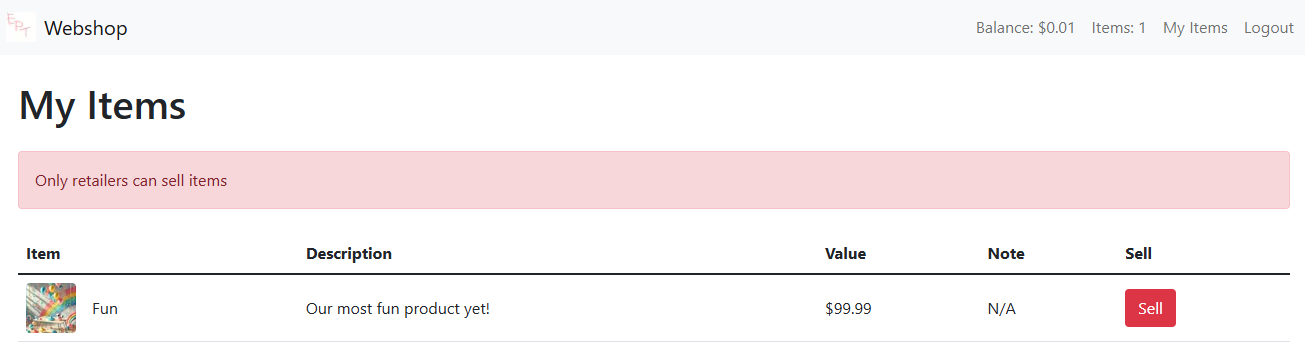 EPT
Webshop
Balance: $0.01 Items: 1 My Items Logout
My Items
Only retailers can sell items
Item Description Value Note Sell
Fun Our most fun product yet! $99.99 N/A Sell